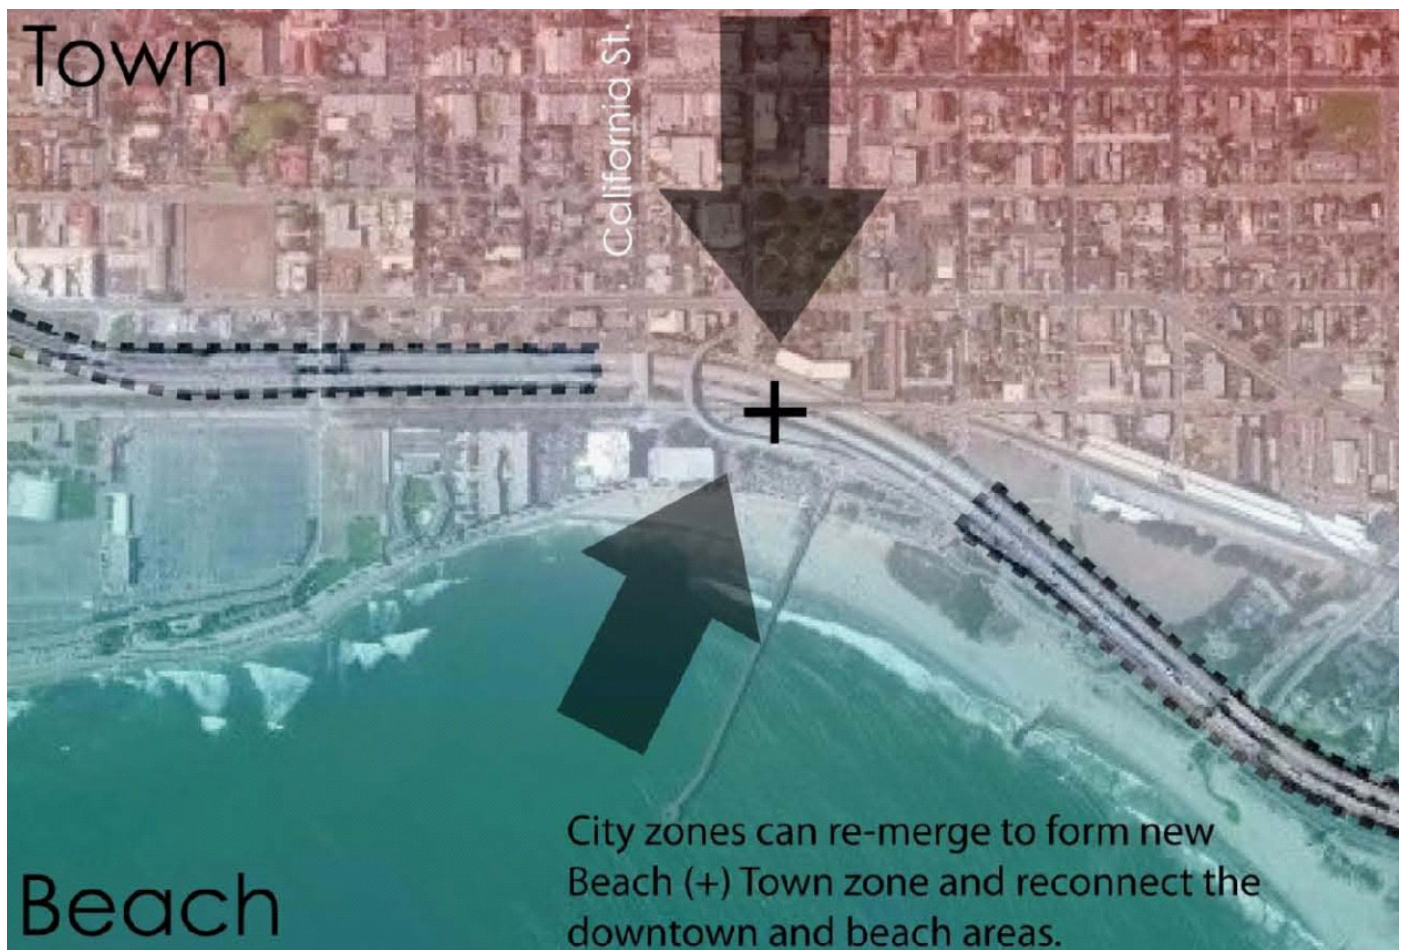 Town
California St.
+
City zones can re-merge to form new
Beach (+) Town zone and reconnect the
downtown and beach areas.
Beach